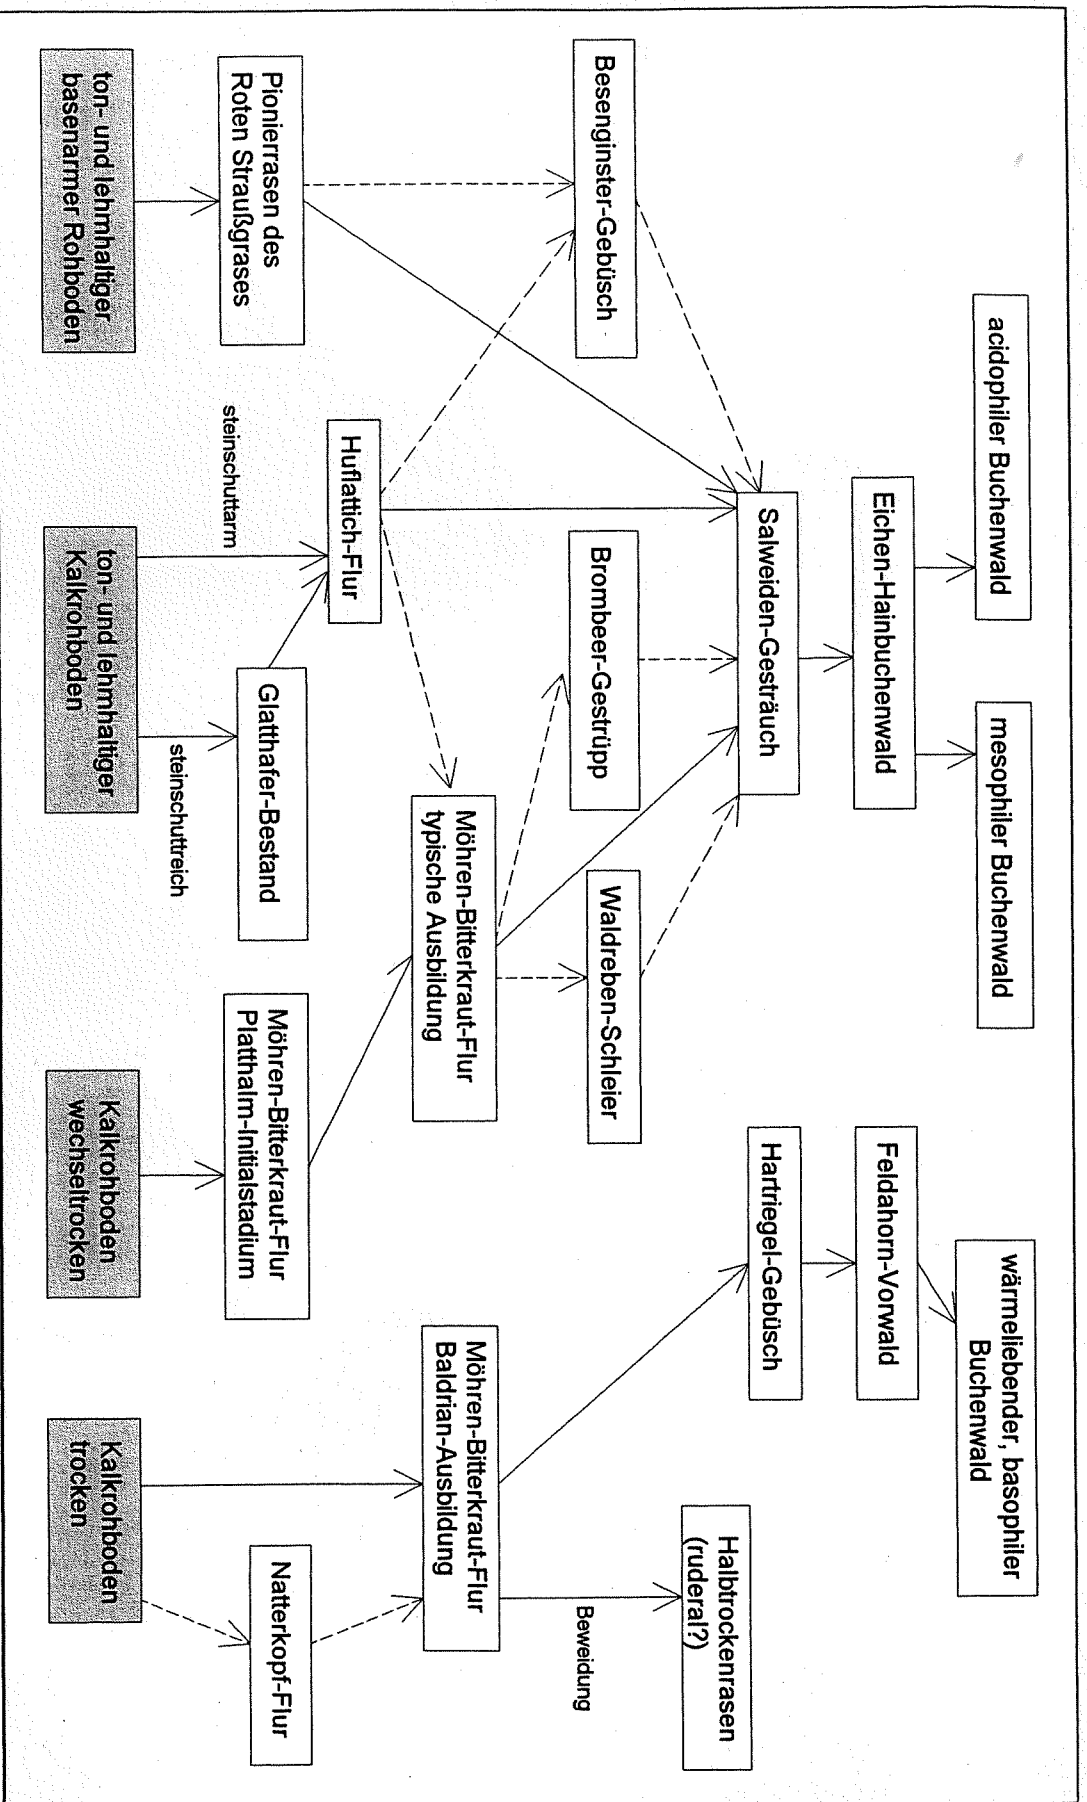 acidophiler Buchenwald
mesophiler Buchenwald
wärmeliebender, basophiler
Buchenwald
Eichen-Hainbuchenwald
Feldahorn-Vorwald
Salweiden-Gesträuch
Hartriegel-Gebüsch
Halbtrockenrasen
(ruderal?)
Besenginster-Gebüsch
Brombeer-Gestrüpp
Waldreben-Schleier
Beweidung
Möhren-Bitterkraut-Flur
typische Ausbildung
Möhren-Bitterkraut-Flur
Baldrian-Ausbildung
Huflattich-Flur
Pionierrasen des
Roten Straußgrases
Glatthafer-Bestand
Möhren-Bitterkraut-Flur
Platthalm-Initialstadium
Natterkopf-Flur
steinschuttarm
steinschuttreich
ton- und lehmhaltiger
basenarmer Rohboden
ton- und lehmhaltiger
Kalkrohboden
Kalkrohboden
wechseltrocken
Kalkrohboden
trocken